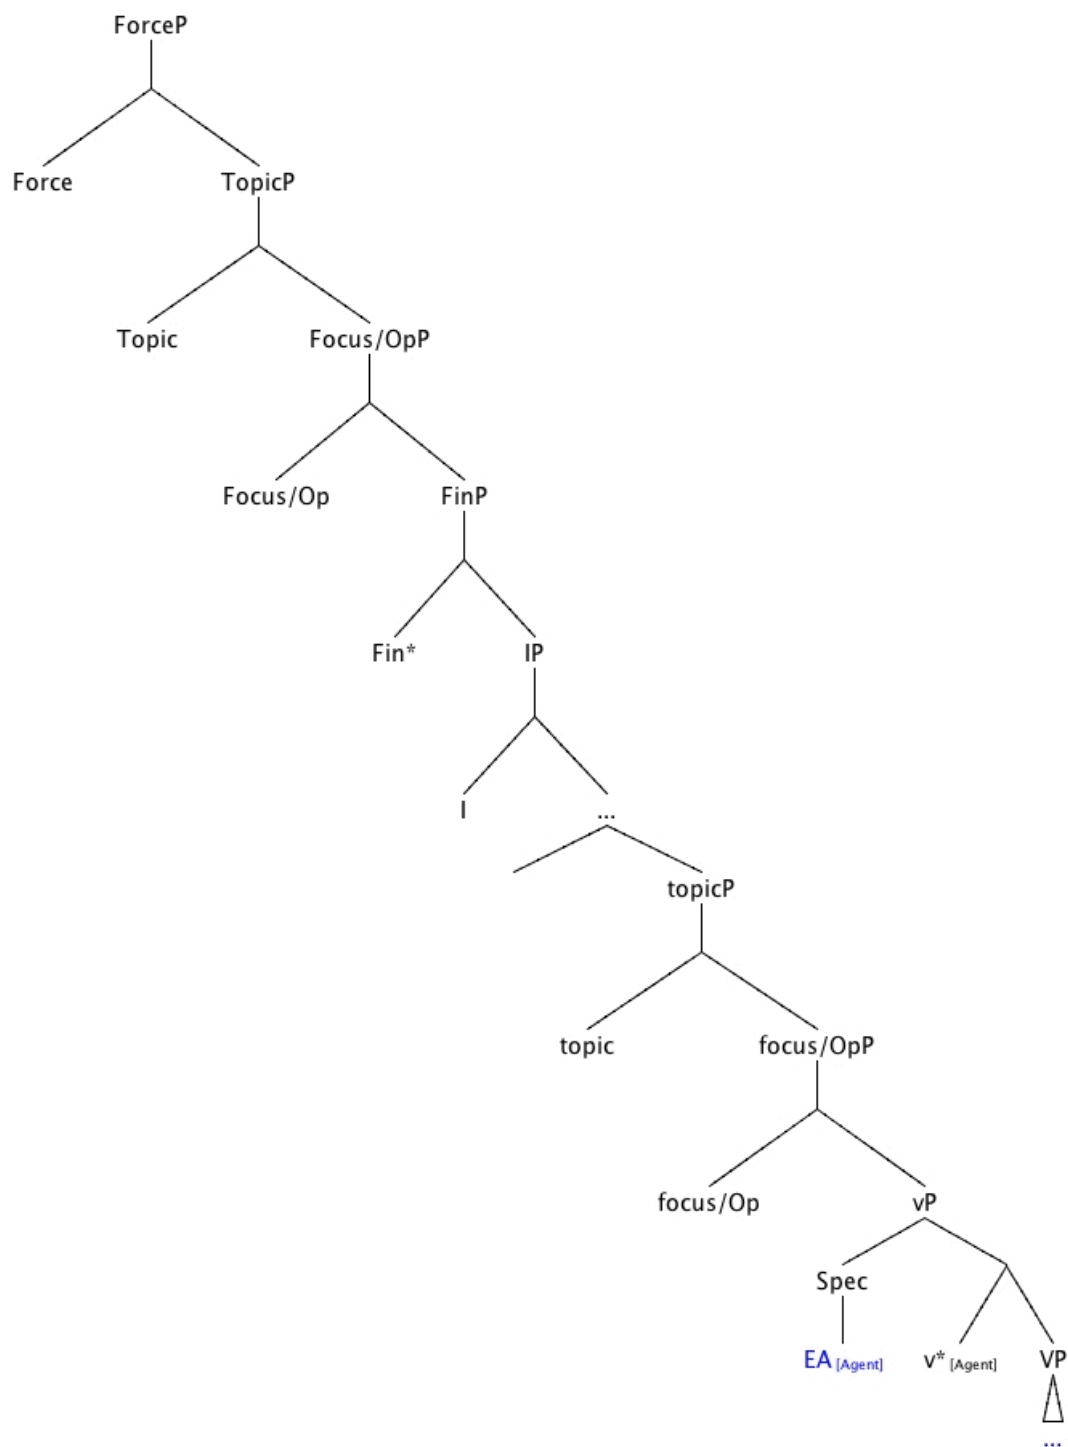 ForceP
Force TopicP
Topic Focus/OpP
Focus/Op FinP
Fin* IP
I ...
topicP
topic focus/OpP
focus/Op vP
Spec
EA [Agent] v* [Agent] VP
...